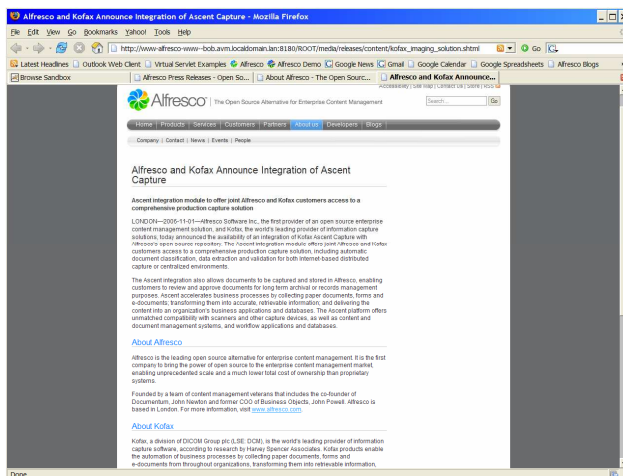 Alfresco and Kofax Announce Integration of Ascent Capture - Mozilla Firefox
File Edit View Go Bookmarks Yahoo! Tools Help
http://www-alfresco-www--bob.avm.localdomain.lan:8180/ROOT/media/releases/content/kofax_imaging_solution.shtml Go
Latest Headlines Outlook Web Client Virtual Servlet Examples Alfresco Alfresco Demo Google News Gmail Google Calendar Google Spreadsheets Alfresco Blogs
Browse Sandbox Alfresco Press Releases - Open So... About Alfresco - The Open Sourc... Alfresco and Kofax Announce...
Accessibility | Site Map | Contact Us | Store | RSS
Alfresco The Open Source Alternative for Enterprise Content Management Search... Go
Home | Products | Services | Customers | Partners | About us | Developers | Blogs |
Company | Contact | News | Events | People
Alfresco and Kofax Announce Integration of Ascent
Capture
Ascent integration module to offer joint Alfresco and Kofax customers access to a
comprehensive production capture solution
LONDON—2006-11-01—Alfresco Software Inc., the first provider of an open source enterprise
content management solution, and Kofax, the world's leading provider of information capture
solutions, today announced the availability of an integration of Kofax Ascent Capture with
Alfresco's open source repository. The Ascent integration module offers joint Alfresco and Kofax
customers access to a comprehensive production capture solution, including automatic
document classification, data extraction and validation for both Internet-based distributed
capture or centralized environments.
The Ascent integration also allows documents to be captured and stored in Alfresco, enabling
customers to review and approve documents for long term archival or records management
purposes. Ascent accelerates business processes by collecting paper documents, forms and
e-documents; transforming them into accurate, retrievable information; and delivering the
content into an organization's business applications and databases. The Ascent platform offers
unmatched compatibility with scanners and other capture devices, as well as content and
document management systems, and workflow applications and databases.
About Alfresco
Alfresco is the leading open source alternative for enterprise content management. It is the first
company to bring the power of open source to the enterprise content management market,
enabling unprecedented scale and a much lower total cost of ownership than proprietary
systems.
Founded by a team of content management veterans that includes the co-founder of
Documentum, John Newton and former COO of Business Objects, John Powell. Alfresco is
based in London. For more information, visit www.alfresco.com.
About Kofax
Kofax, a division of DICOM Group plc (LSE: DCM), is the world's leading provider of information
capture software, according to research by Harvey Spencer Associates. Kofax products enable
the automation of business processes by collecting paper documents, forms and
e-documents from throughout organizations, transforming them into retrievable information,
Done